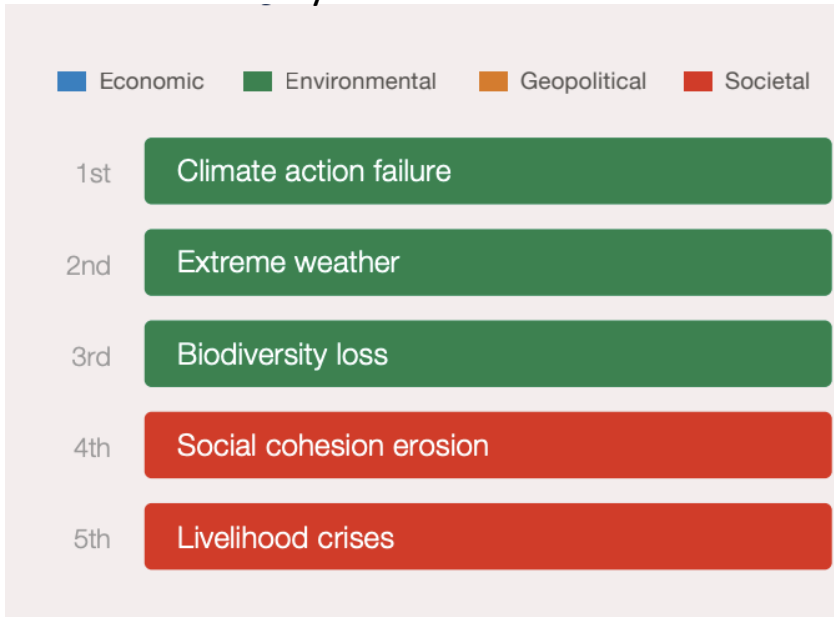 Economic Environmental Geopolitical Societal
1st Climate action failure
2nd Extreme weather
3rd Biodiversity loss
4th Social cohesion erosion
5th Livelihood crises